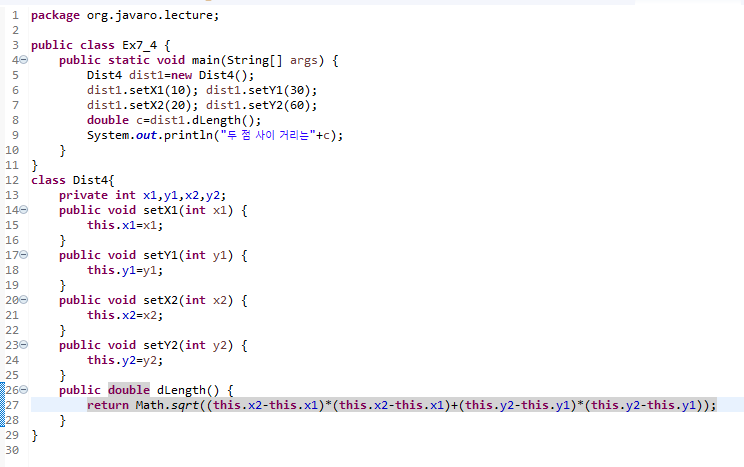 1 package org.javaro.lecture;
2
3 public class Ex7_4 {
4 public static void main(String[] args) {
5 Dist4 dist1=new Dist4();
6 dist1.setX1(10); dist1.setY1(30);
7 dist1.setX2(20); dist1.setY2(60);
8 double c=dist1.dLength();
9 System.out.println("두 점 사이 거리는"+c);
10 }
11 }
12 class Dist4{
13 private int x1,y1,x2,y2;
14 public void setX1(int x1) {
15 this.x1=x1;
16 }
17 public void setY1(int y1) {
18 this.y1=y1;
19 }
20 public void setX2(int x2) {
21 this.x2=x2;
22 }
23 public void setY2(int y2) {
24 this.y2=y2;
25 }
26 public double dLength() {
27 return Math.sqrt((this.x2-this.x1)*(this.x2-this.x1)+(this.y2-this.y1)*(this.y2-this.y1));
28 }
29 }
30